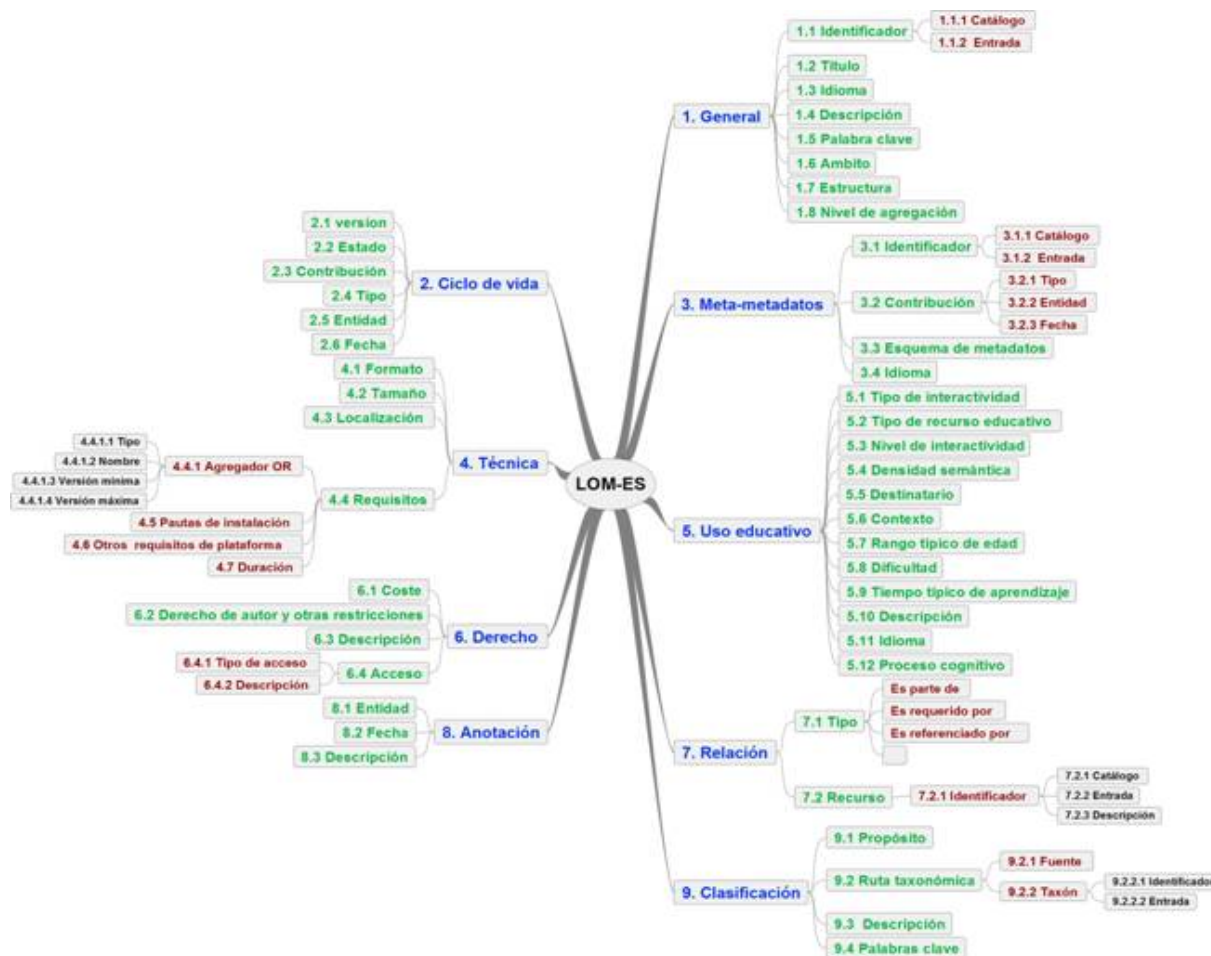 LOM-ES
1. General
1.1 Identificador
1.1.1 Catálogo
1.1.2 Entrada
1.2 Título
1.3 Idioma
1.4 Descripción
1.5 Palabra clave
1.6 Ambito
1.7 Estructura
1.8 Nivel de agregación
2. Ciclo de vida
2.1 version
2.2 Estado
2.3 Contribución
2.4 Tipo
2.5 Entidad
2.6 Fecha
3. Meta-metadatos
3.1 Identificador
3.1.1 Catálogo
3.1.2 Entrada
3.2 Contribución
3.2.1 Tipo
3.2.2 Entidad
3.2.3 Fecha
3.3 Esquema de metadatos
3.4 Idioma
4. Técnica
4.1 Formato
4.2 Tamaño
4.3 Localización
4.4 Requisitos
4.4.1 Agregador OR
4.4.1.1 Tipo
4.4.1.2 Nombre
4.4.1.3 Versión mínima
4.4.1.4 Versión máxima
4.5 Pautas de instalación
4.6 Otros requisitos de plataforma
4.7 Duración
5. Uso educativo
5.1 Tipo de interactividad
5.2 Tipo de recurso educativo
5.3 Nivel de interactividad
5.4 Densidad semántica
5.5 Destinatario
5.6 Contexto
5.7 Rango típico de edad
5.8 Dificultad
5.9 Tiempo típico de aprendizaje
5.10 Descripción
5.11 Idioma
5.12 Proceso cognitivo
6. Derecho
6.1 Coste
6.2 Derecho de autor y otras restricciones
6.3 Descripción
6.4 Acceso
6.4.1 Tipo de acceso
6.4.2 Descripción
7. Relación
7.1 Tipo
Es parte de
Es requerido por
Es referenciado por
7.2 Recurso
7.2.1 Identificador
7.2.1 Catálogo
7.2.2 Entrada
7.2.3 Descripción
8. Anotación
8.1 Entidad
8.2 Fecha
8.3 Descripción
9. Clasificación
9.1 Propósito
9.2 Ruta taxonómica
9.2.1 Fuente
9.2.2 Taxón
9.2.2.1 Identificador
9.2.2.2 Entrada
9.3 Descripción
9.4 Palabras clave